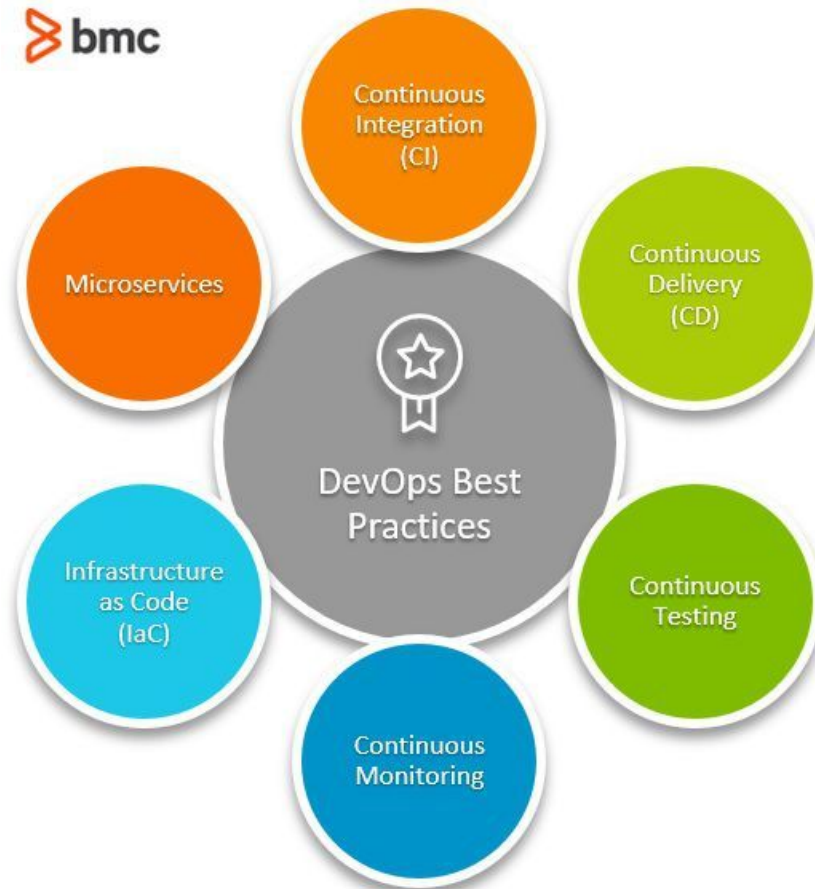 bmc
Continuous
Integration
(CI)
Continuous
Delivery
(CD)
Continuous
Testing
Continuous
Monitoring
Infrastructure
as Code
(IaC)
Microservices
DevOps Best
Practices